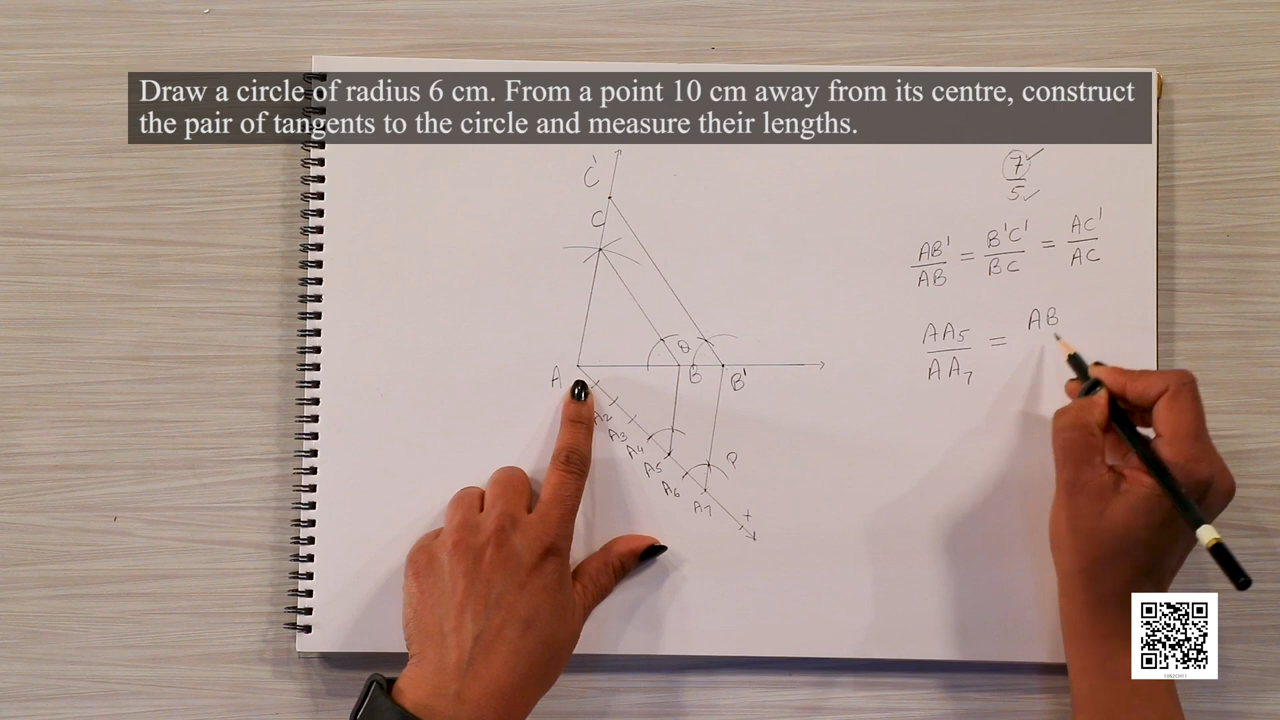 Draw a circle of radius 6 cm. From a point 10 cm away from its centre, construct
the pair of tangents to the circle and measure their lengths.
C'
C
7
5
AB'/AB = B'C'/BC = AC'/AC
AA5/AA7 = AB
A
Q
B
B'
A2
A3
A4
A5
A6
A7
P